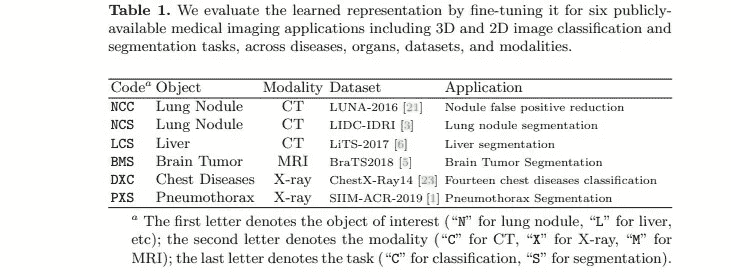 Table 1. We evaluate the learned representation by fine-tuning it for six publicly-
available medical imaging applications including 3D and 2D image classification and
segmentation tasks, across diseases, organs, datasets, and modalities.
Codeᵃ Object Modality Dataset Application
NCC Lung Nodule CT LUNA-2016 [21] Nodule false positive reduction
NCS Lung Nodule CT LIDC-IDRI [3] Lung nodule segmentation
LCS Liver CT LiTS-2017 [6] Liver segmentation
BMS Brain Tumor MRI BraTS2018 [5] Brain Tumor Segmentation
DXC Chest Diseases X-ray ChestX-Ray14 [23] Fourteen chest diseases classification
PXS Pneumothorax X-ray SIIM-ACR-2019 [1] Pneumothorax Segmentation
ᵃ The first letter denotes the object of interest (“N” for lung nodule, “L” for liver,
etc); the second letter denotes the modality (“C” for CT, “X” for X-ray, “M” for
MRI); the last letter denotes the task (“C” for classification, “S” for segmentation).